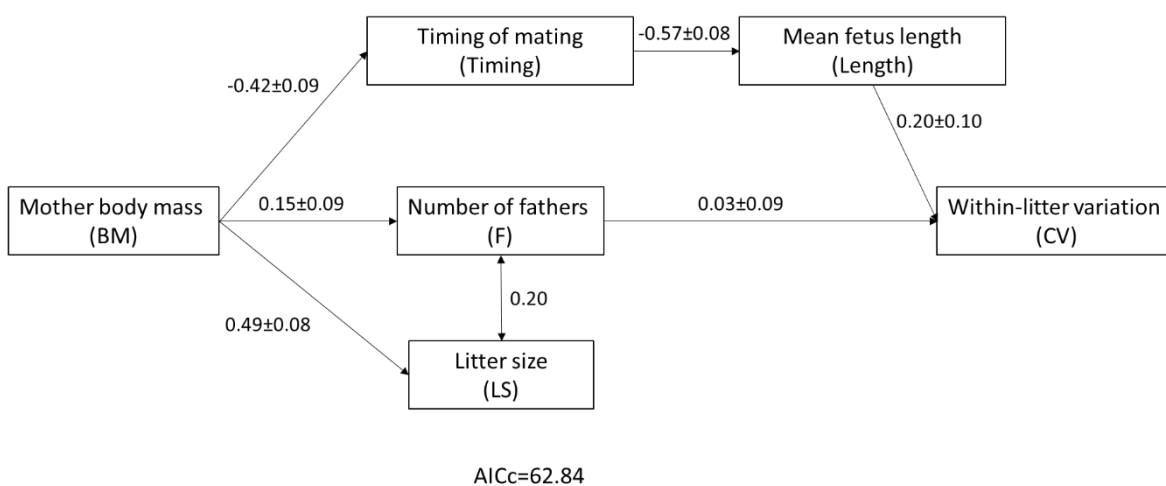 Timing of mating
(Timing)
-0.57±0.08
Mean fetus length
(Length)
-0.42±0.09
0.20±0.10
Mother body mass
(BM)
0.15±0.09
Number of fathers
(F)
0.03±0.09
Within-litter variation
(CV)
0.20
0.49±0.08
Litter size
(LS)
AICc=62.84